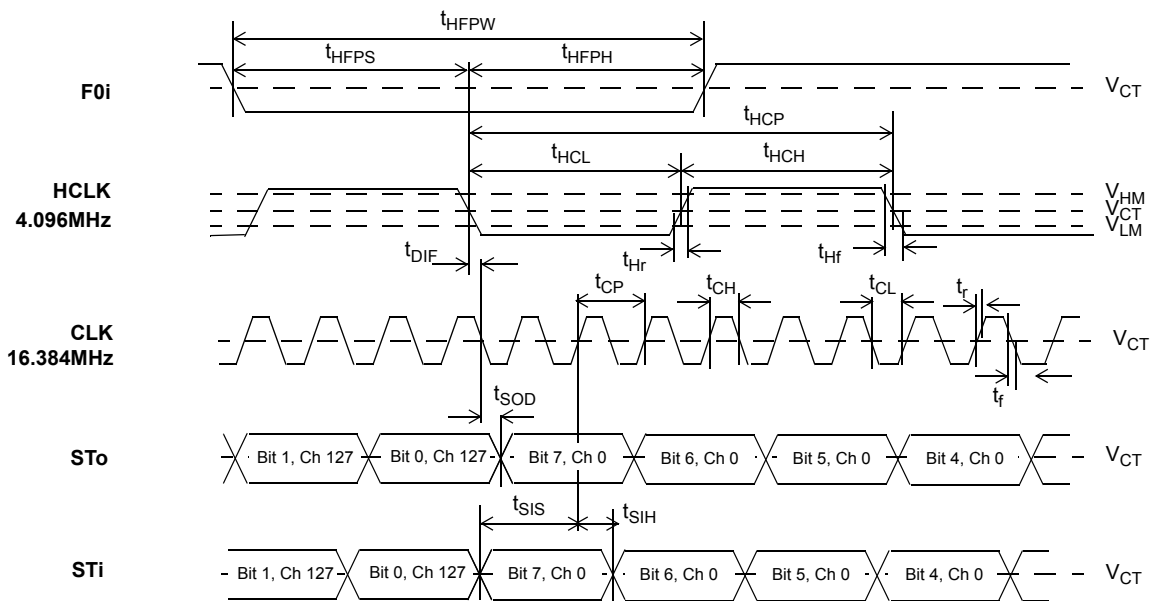 tHFPW
tHFPS tHFPH
F0i VCT
tHCP
tHCL tHCH
HCLK VHM
4.096MHz VCT
VLM
tDIF tHr tHf
tCP tCH tCL tr
CLK
16.384MHz VCT
tSOD tf
STo Bit 1, Ch 127 Bit 0, Ch 127 Bit 7, Ch 0 Bit 6, Ch 0 Bit 5, Ch 0 Bit 4, Ch 0 VCT
tSIS tSIH
STi Bit 1, Ch 127 Bit 0, Ch 127 Bit 7, Ch 0 Bit 6, Ch 0 Bit 5, Ch 0 Bit 4, Ch 0 VCT